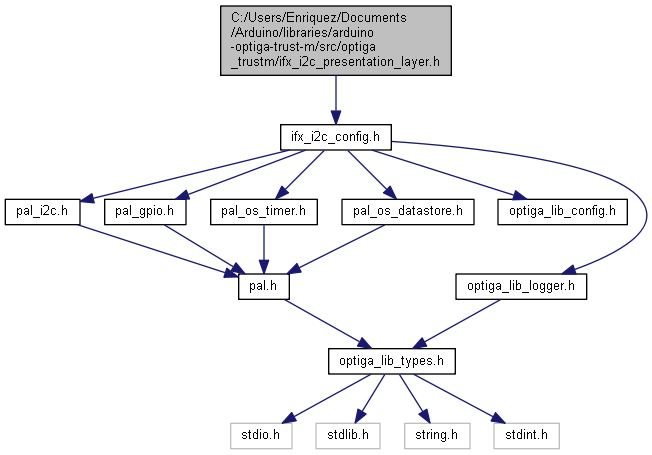 C:/Users/Enriquez/Documents
/Arduino/libraries/arduino
-optiga-trust-m/src/optiga
_trustm/ifx_i2c_presentation_layer.h
ifx_i2c_config.h
pal_i2c.h
pal_gpio.h
pal_os_timer.h
pal_os_datastore.h
optiga_lib_config.h
pal.h
optiga_lib_logger.h
optiga_lib_types.h
stdio.h
stdlib.h
string.h
stdint.h